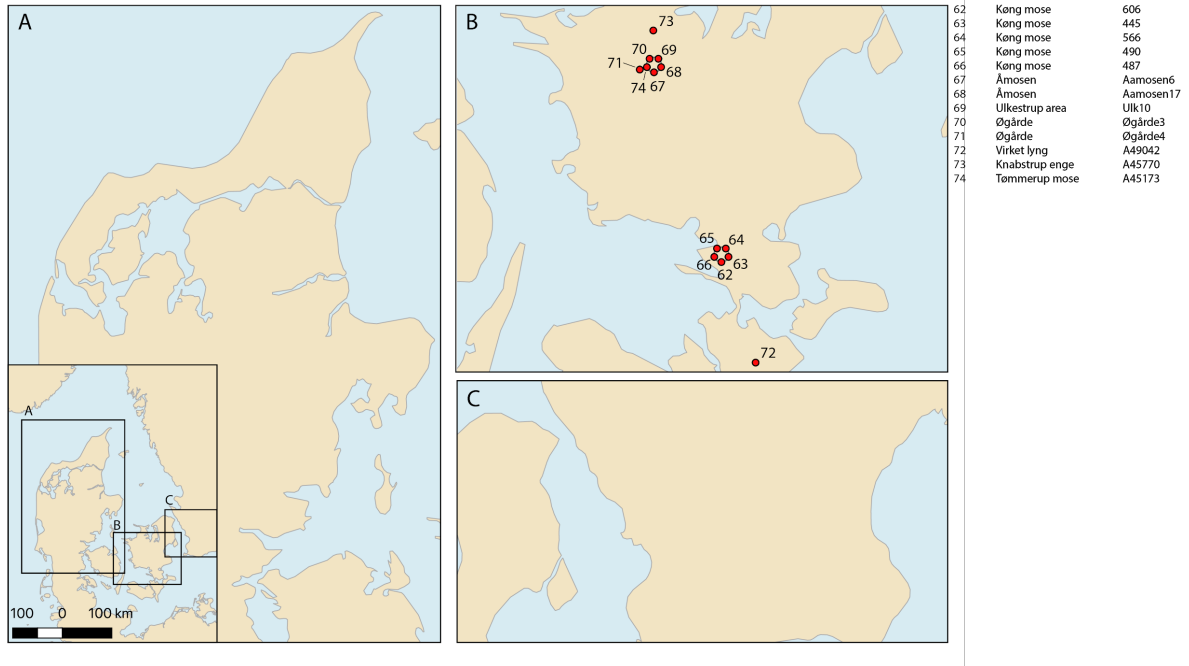 A
B
73
70 69
71
68
74 67
65 64
66 63
62
72
C
A
B
C
100 0 100 km
62 Køng mose 606
63 Køng mose 445
64 Køng mose 566
65 Køng mose 490
66 Køng mose 487
67 Åmosen Aamosen6
68 Åmosen Aamosen17
69 Ulkestrup area Ulk10
70 Øgårde Øgårde3
71 Øgårde Øgårde4
72 Virket lyng A49042
73 Knabstrup enge A45770
74 Tømmerup mose A45173